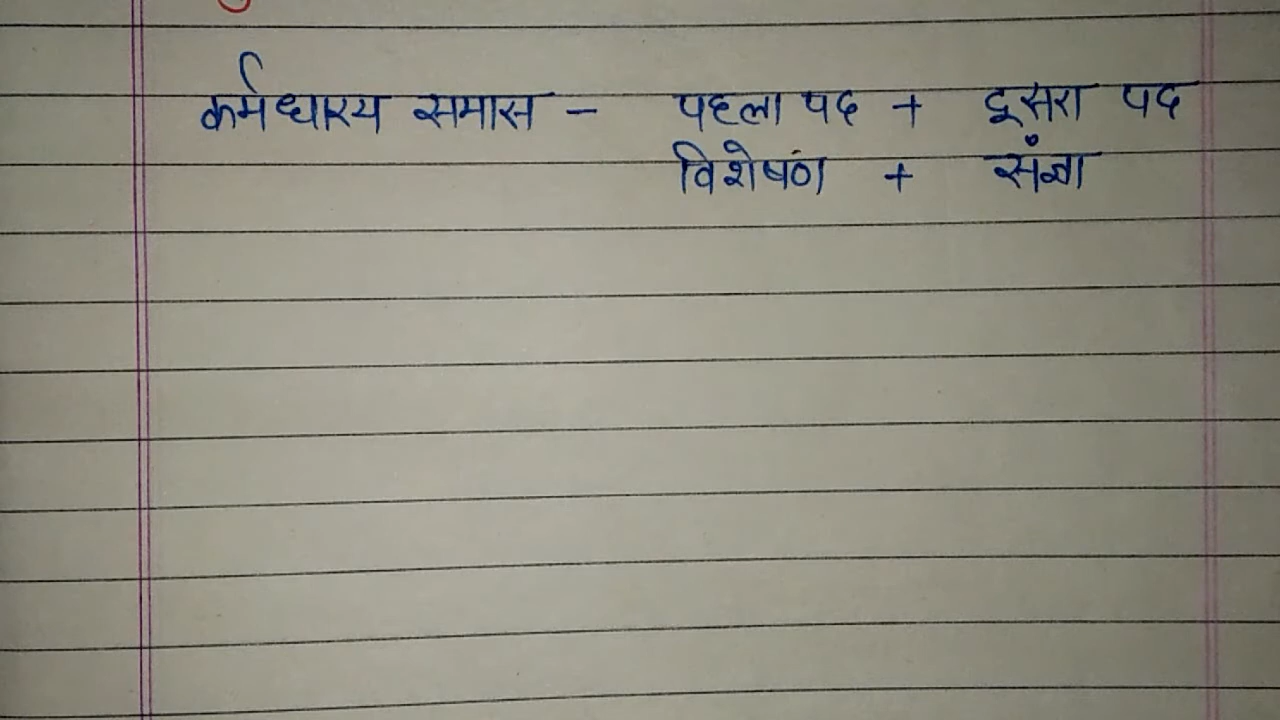 कर्मधारय समास - पहला पद + दूसरा पद
विशेषण + संज्ञा